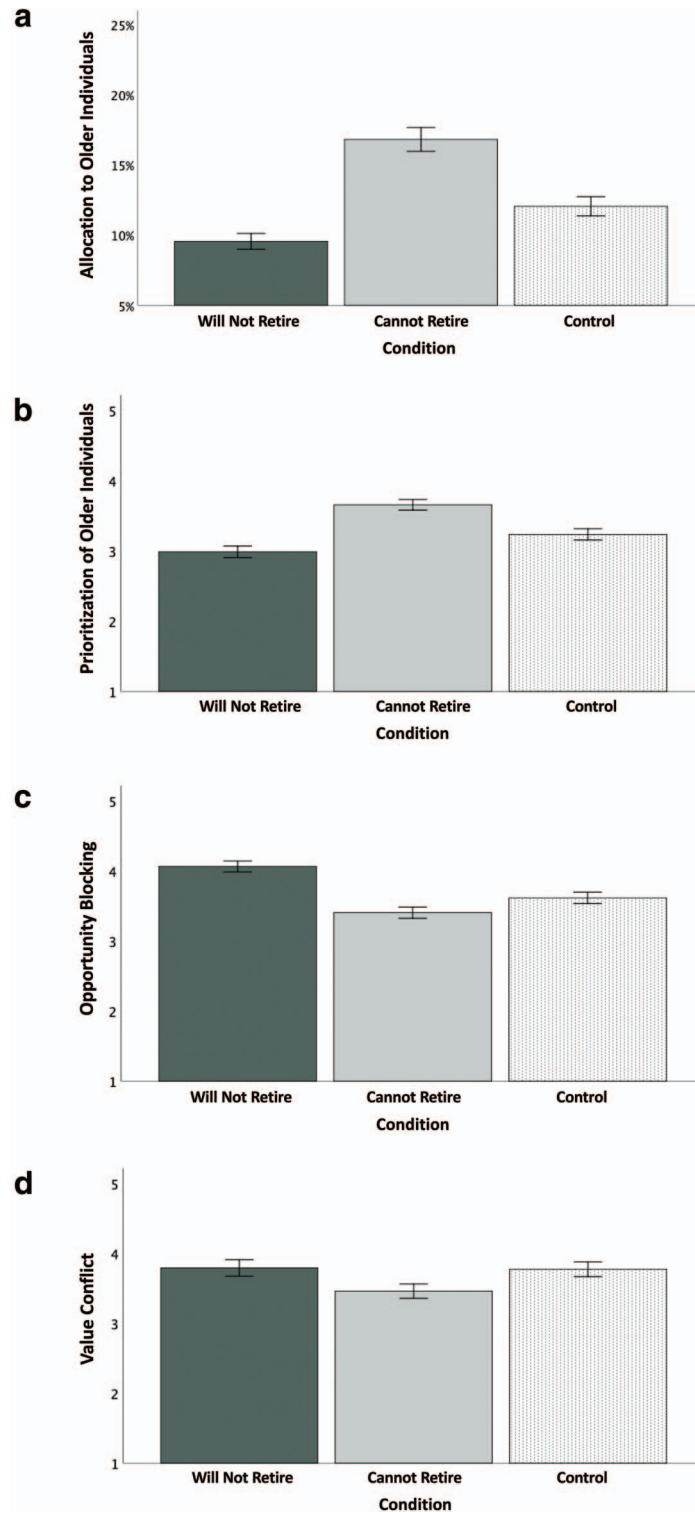 a
Allocation to Older Individuals
25%
20%
15%
10%
5%
Will Not Retire Cannot Retire Control
Condition
b
Prioritization of Older Individuals
5
4
3
2
1
Will Not Retire Cannot Retire Control
Condition
c
Opportunity Blocking
5
4
3
2
1
Will Not Retire Cannot Retire Control
Condition
d
Value Conflict
5
4
3
2
1
Will Not Retire Cannot Retire Control
Condition